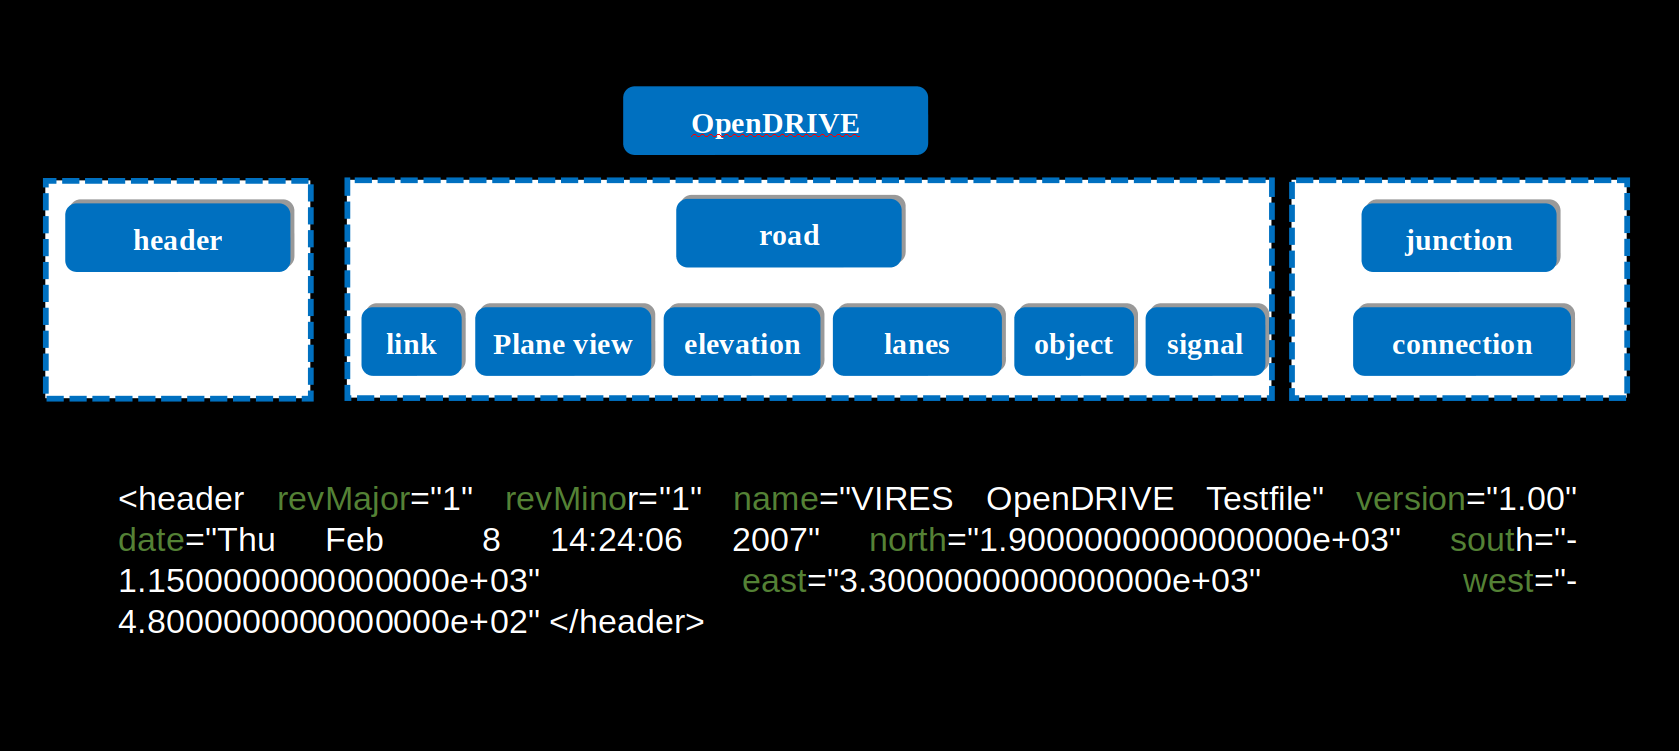 OpenDRIVE
header
road
junction
link
Plane view
elevation
lanes
object
signal
connection
<header revMajor="1" revMinor="1" name="VIRES OpenDRIVE Testfile" version="1.00"
date="Thu Feb 8 14:24:06 2007" north="1.9000000000000000e+03" south="-
1.1500000000000000e+03" east="3.3000000000000000e+03" west="-
4.8000000000000000e+02" </header>